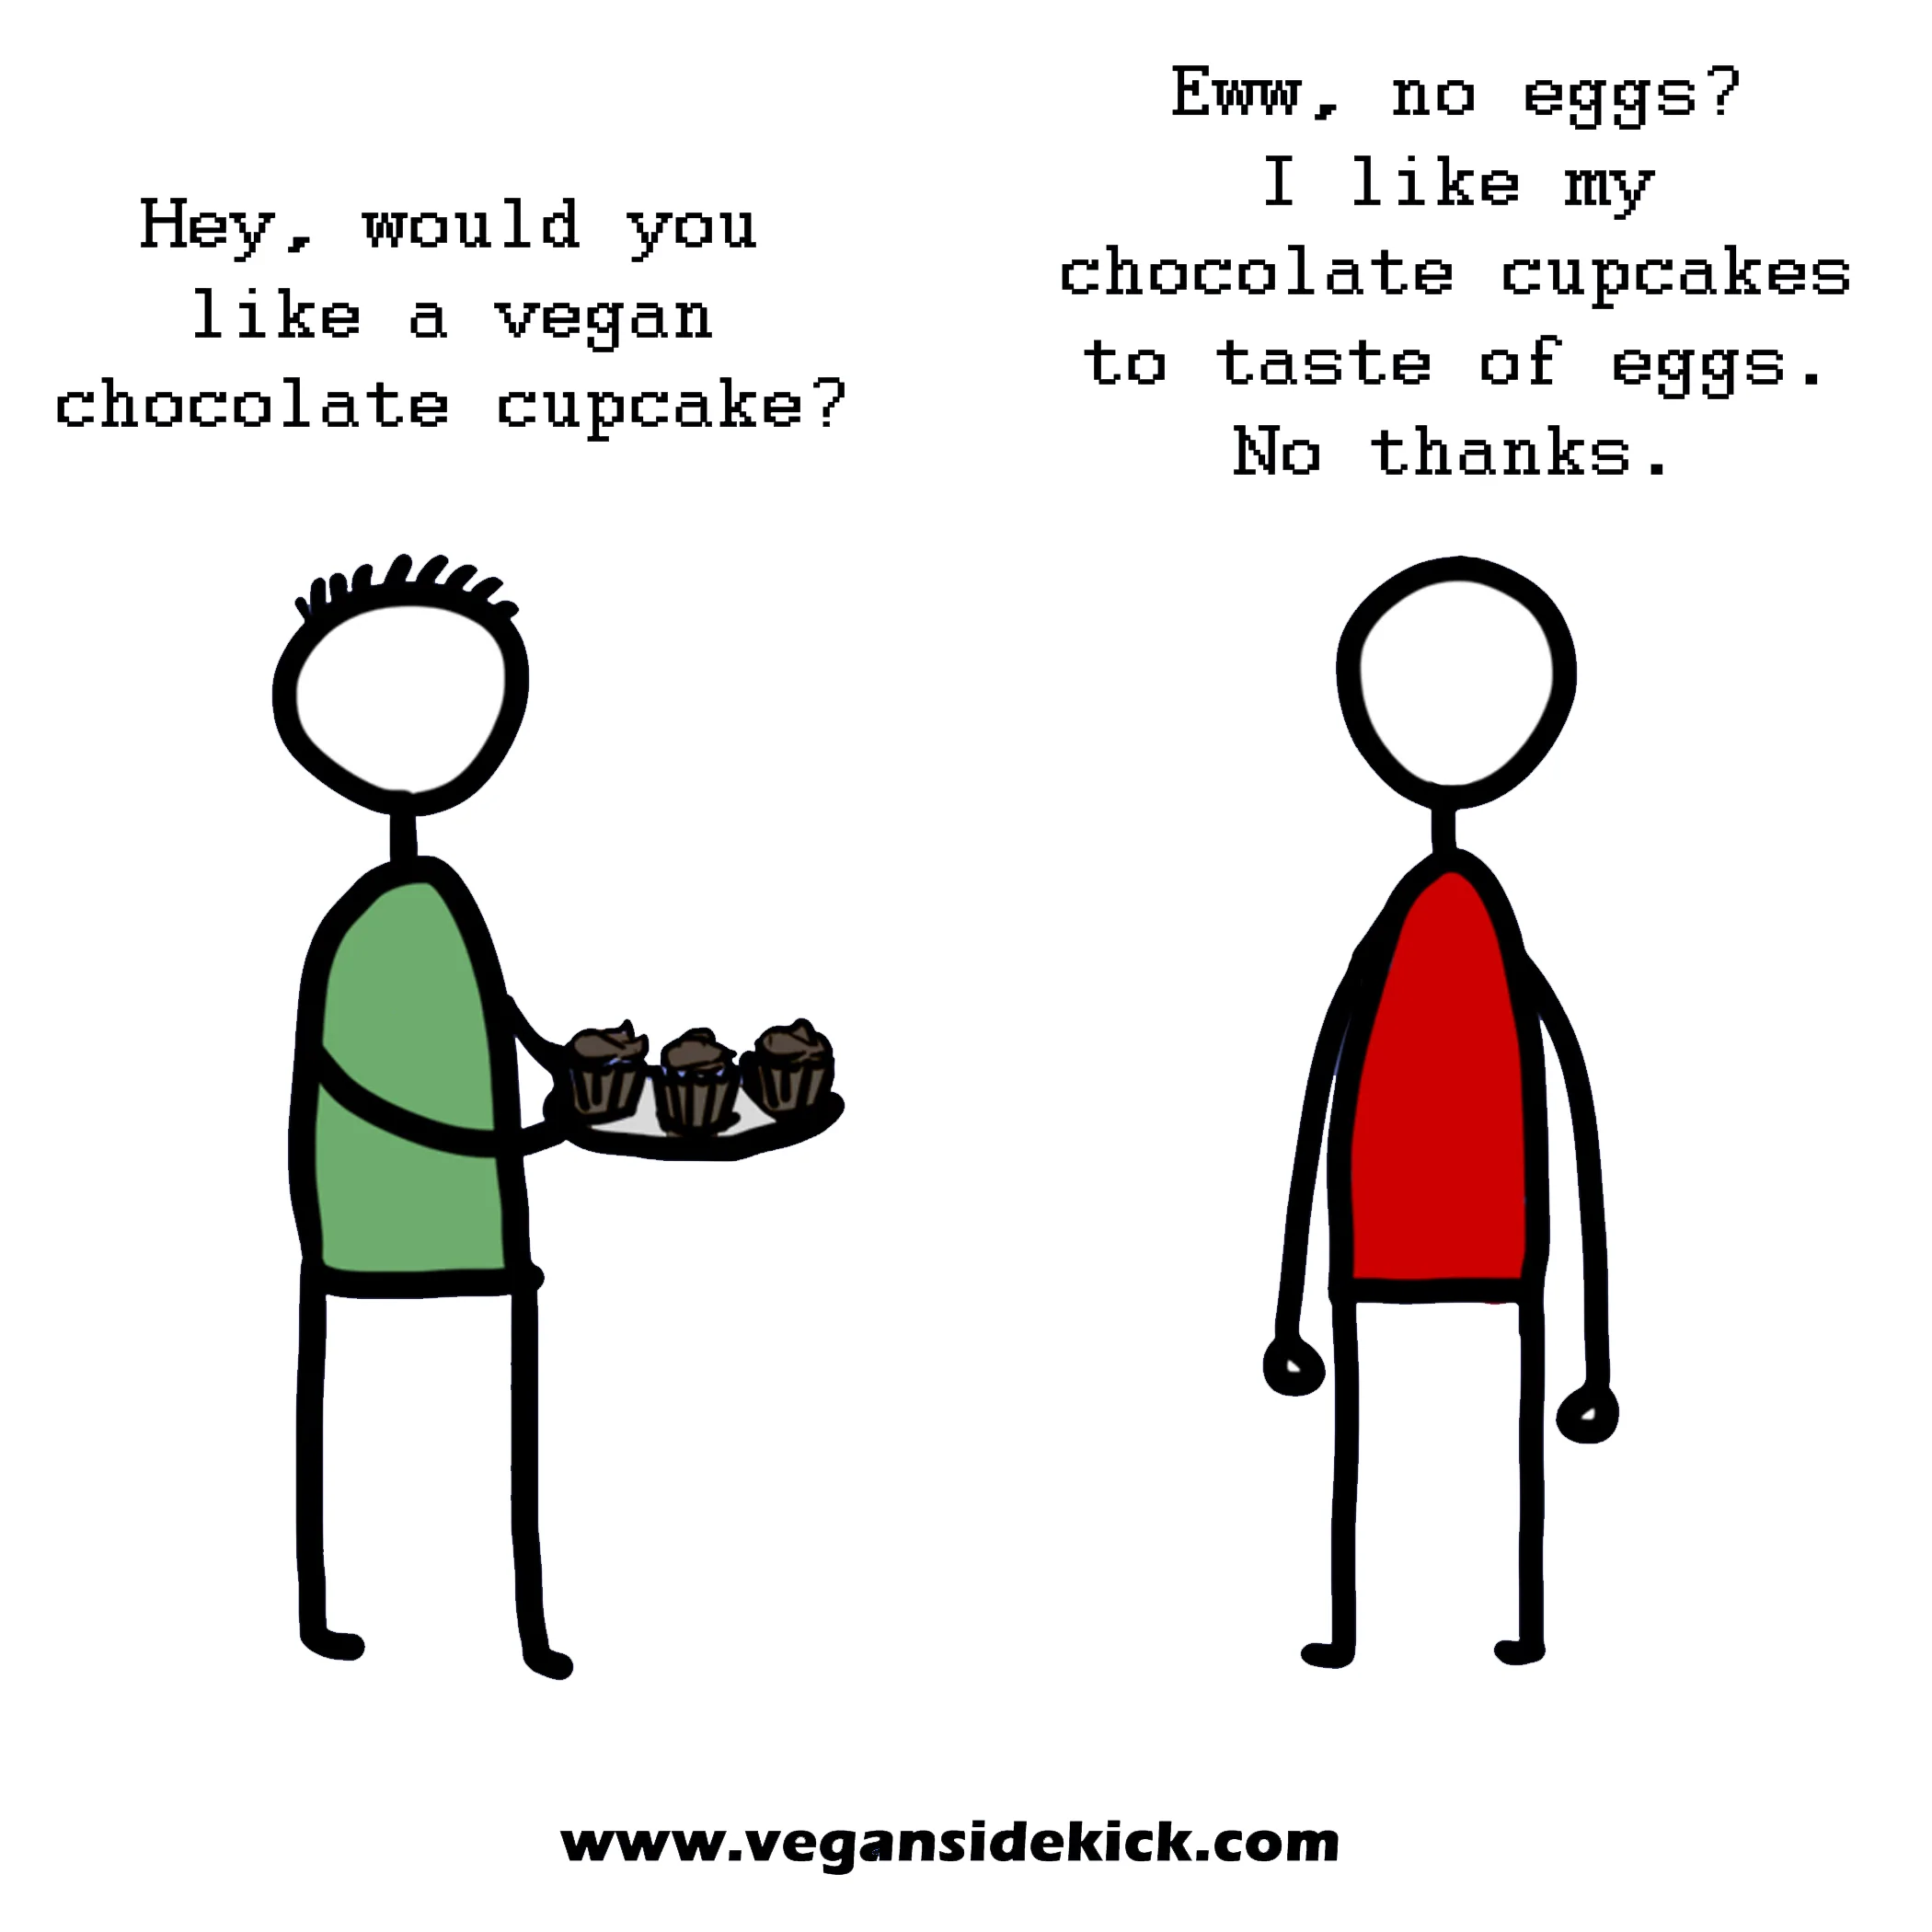 Hey, would you
like a vegan
chocolate cupcake?
Eww, no eggs?
I like my
chocolate cupcakes
to taste of eggs.
No thanks.
www.vegansidekick.com